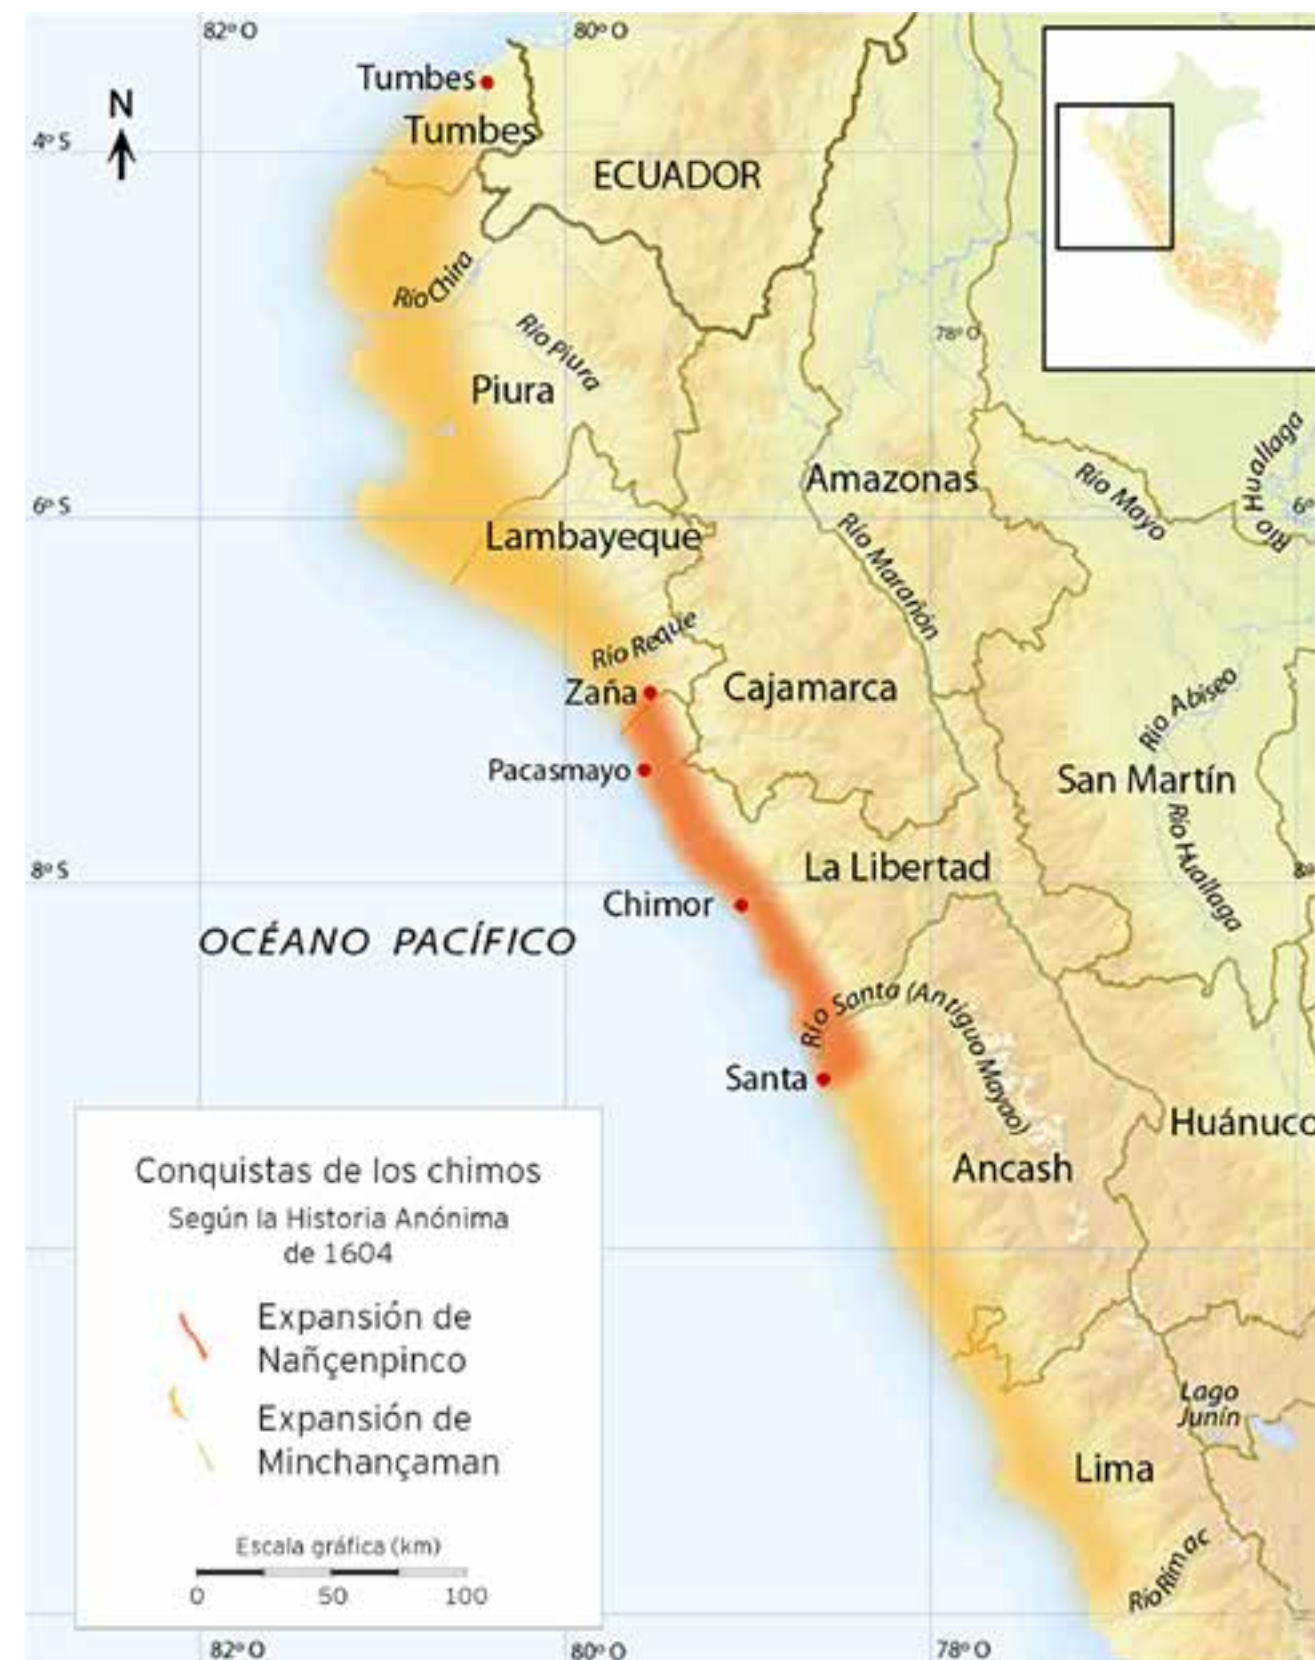 82º O
80º O
Tumbes
N
Tumbes
4º S
ECUADOR
Río Chira
Río Piura
78º O
Piura
Amazonas
Río Mayo
Río Huallaga
6º S
6º
Lambayeque
Río Marañón
Río Reque
Zaña
Cajamarca
Río Abiseo
Pacasmayo
San Martín
Río Huallaga
8º S
La Libertad
8º
Chimor
OCÉANO PACÍFICO
Río Santa (Antiguo Mayao)
Santa
Huánuco
Ancash
Conquistas de los chimos
Según la Historia Anónima
de 1604
Expansión de
Nañçenpinco
Expansión de
Minchançaman
Escala gráfica (km)
0 50 100
Lago
Junín
Lima
Río Rimac
82º O
80º O
78º O